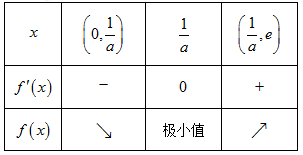 x (0, 1/a) 1/a (1/a, e)
f′(x) − 0 +
f(x) ↘ 极小值 ↗